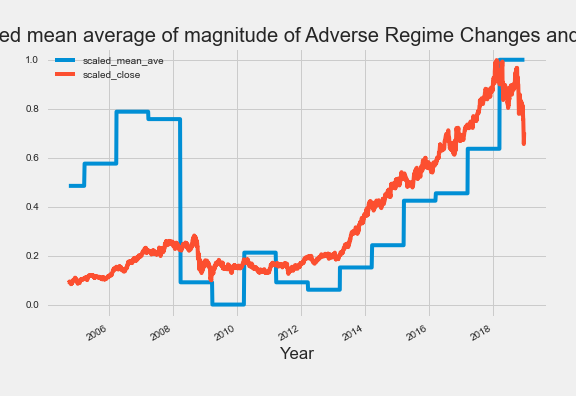 ed mean average of magnitude of Adverse Regime Changes and
scaled_mean_ave
scaled_close
1.0
0.8
0.6
0.4
0.2
0.0
2006 2008 2010 2012 2014 2016 2018
Year